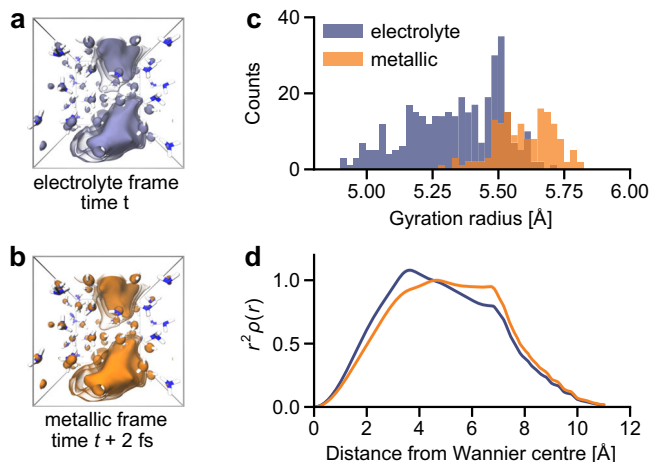 a
electrolyte frame
time t
b
metallic frame
time t + 2 fs
c
electrolyte
metallic
Counts
40
20
0
5.00 5.25 5.50 5.75 6.00
Gyration radius [Å]
d
r²ρ(r)
1.0
0.5
0.0
0 2 4 6 8 10 12
Distance from Wannier centre [Å]